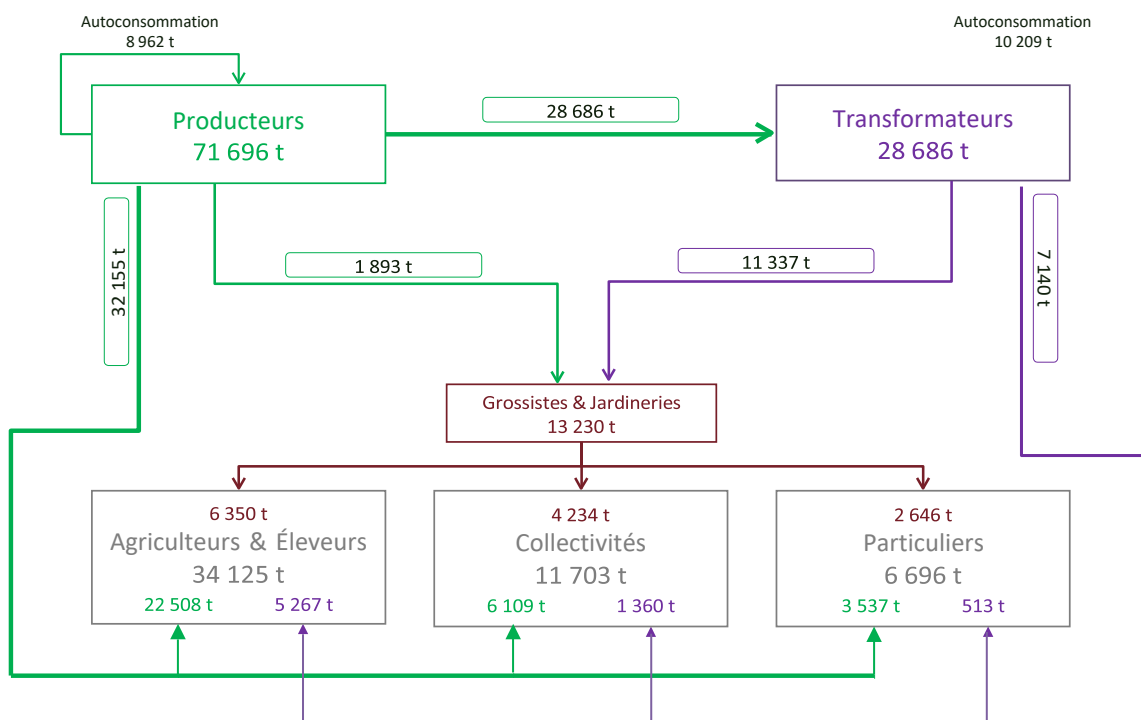 Autoconsommation
8 962 t
Autoconsommation
10 209 t
Producteurs
71 696 t
28 686 t
Transformateurs
28 686 t
32 155 t
1 893 t
11 337 t
7 140 t
Grossistes & Jardineries
13 230 t
6 350 t
Agriculteurs & Éleveurs
34 125 t
22 508 t
5 267 t
4 234 t
Collectivités
11 703 t
6 109 t
1 360 t
2 646 t
Particuliers
6 696 t
3 537 t
513 t